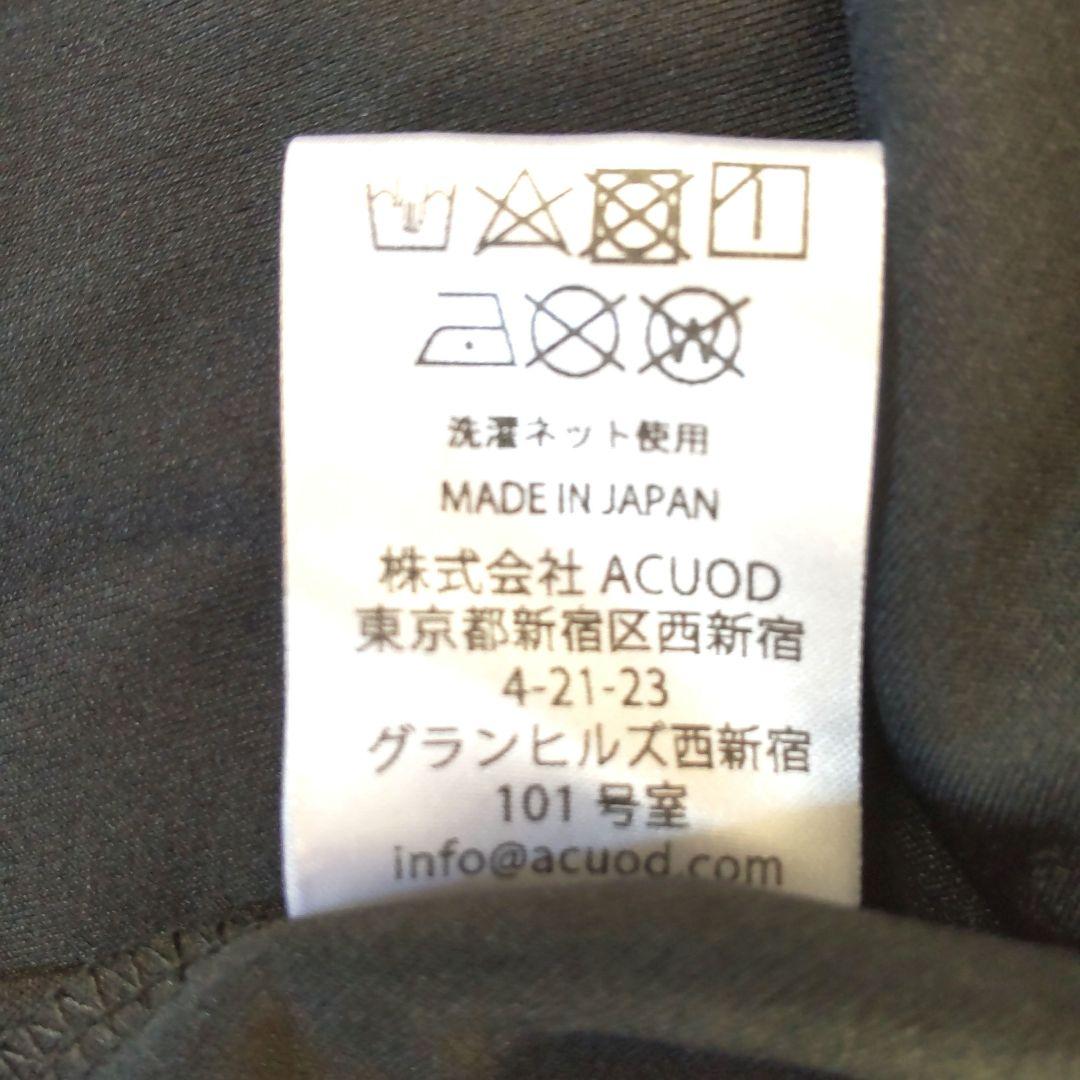 洗濯ネット使用
MADE IN JAPAN
株式会社 ACUOD
東京都新宿区西新宿
4-21-23
グランヒルズ西新宿
101 号室
info@acuod.com